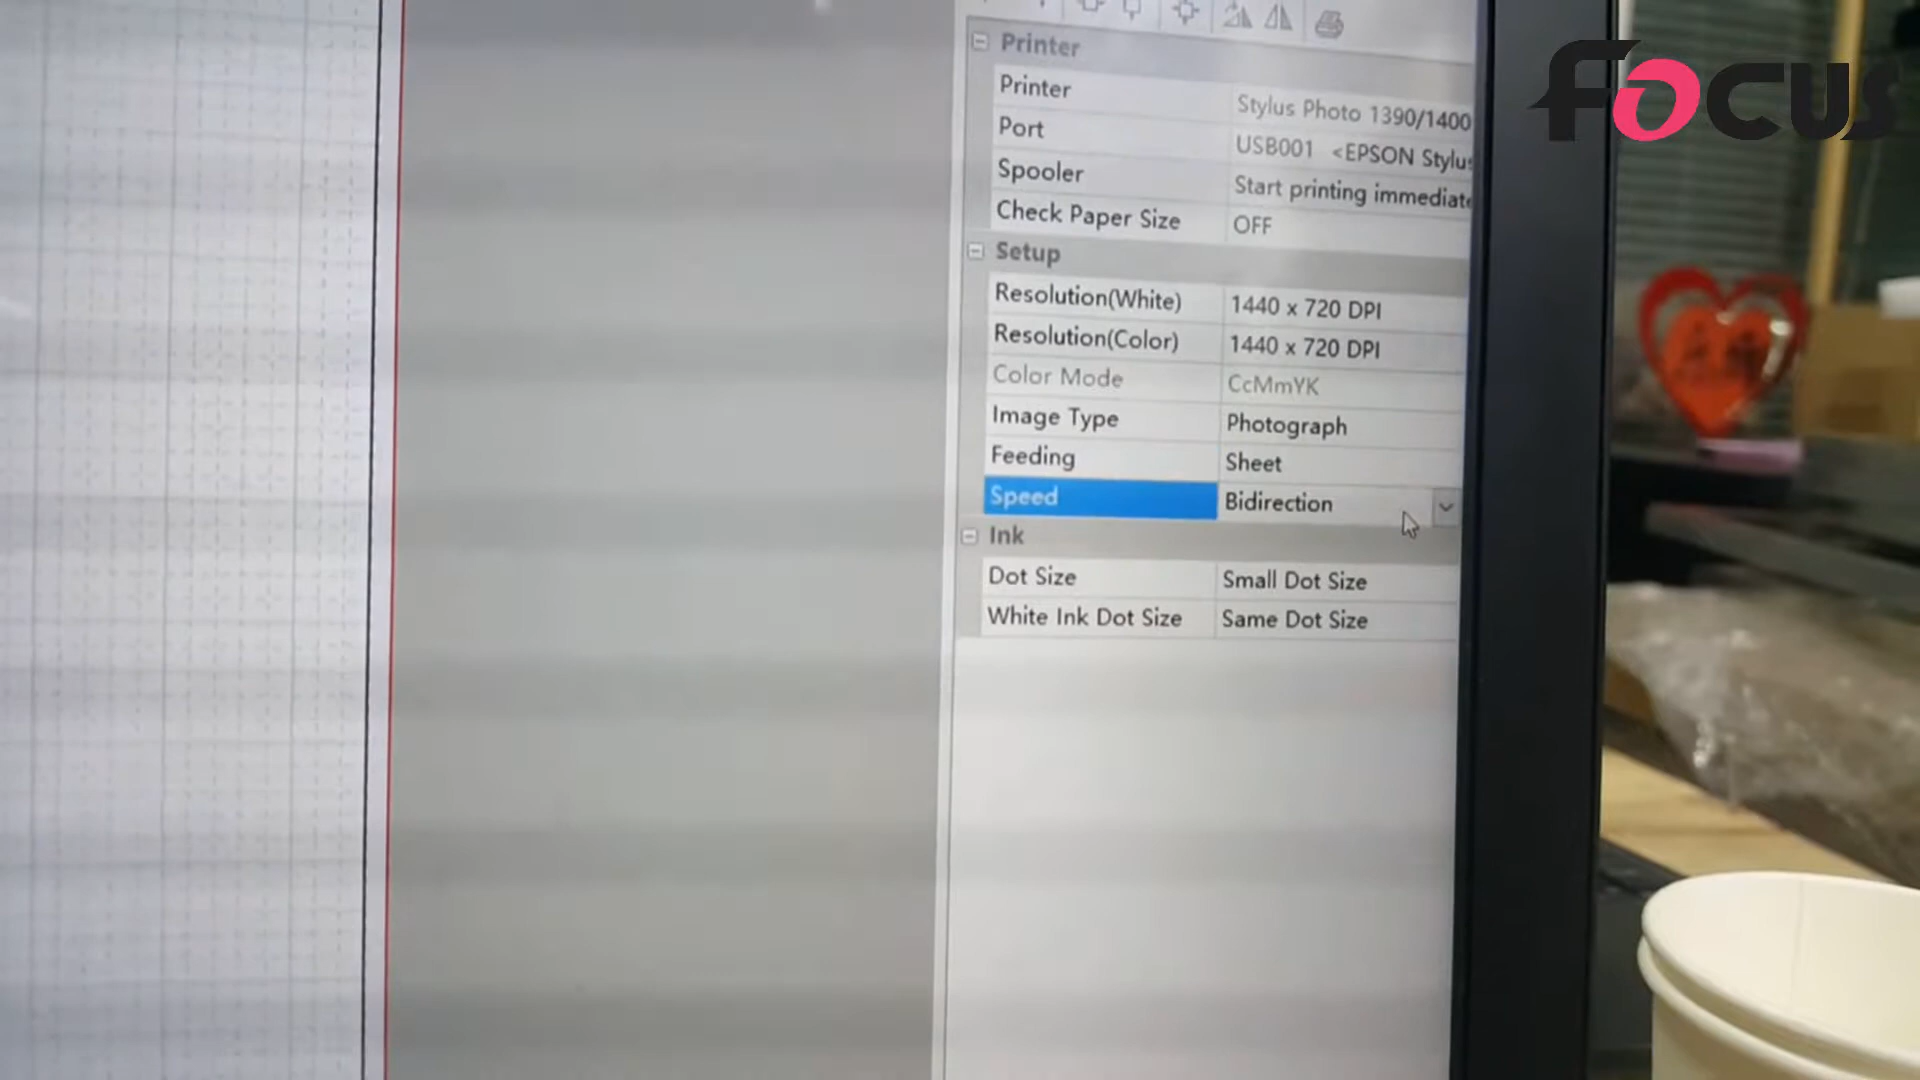 FOCUS
Printer
Printer Stylus Photo 1390/1400
Port USB001 <EPSON Stylus
Spooler Start printing immediate
Check Paper Size OFF
Setup
Resolution(White) 1440 x 720 DPI
Resolution(Color) 1440 x 720 DPI
Color Mode CcMmYK
Image Type Photograph
Feeding Sheet
Speed Bidirection
Ink
Dot Size Small Dot Size
White Ink Dot Size Same Dot Size